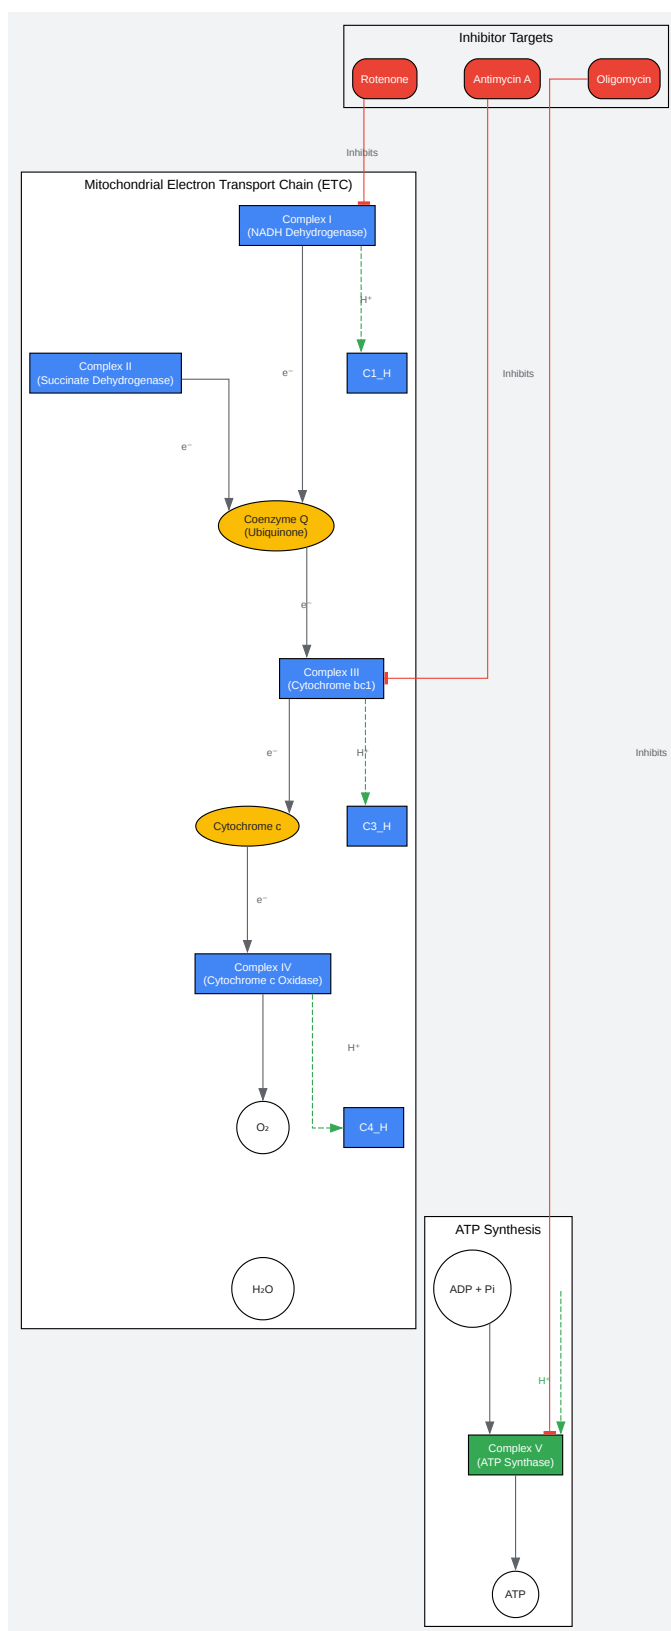 Inhibitor Targets
Rotenone
Antimycin A
Oligomycin
Inhibits
Mitochondrial Electron Transport Chain (ETC)
Complex I
(NADH Dehydrogenase)
H⁺
Complex II
(Succinate Dehydrogenase)
e⁻
C1_H
Inhibits
e⁻
Coenzyme Q
(Ubiquinone)
e⁻
Complex III
(Cytochrome bc1)
e⁻
H⁺
Inhibits
Cytochrome c
C3_H
e⁻
Complex IV
(Cytochrome c Oxidase)
H⁺
O₂
C4_H
ATP Synthesis
H₂O
ADP + Pi
H⁺
Complex V
(ATP Synthase)
ATP